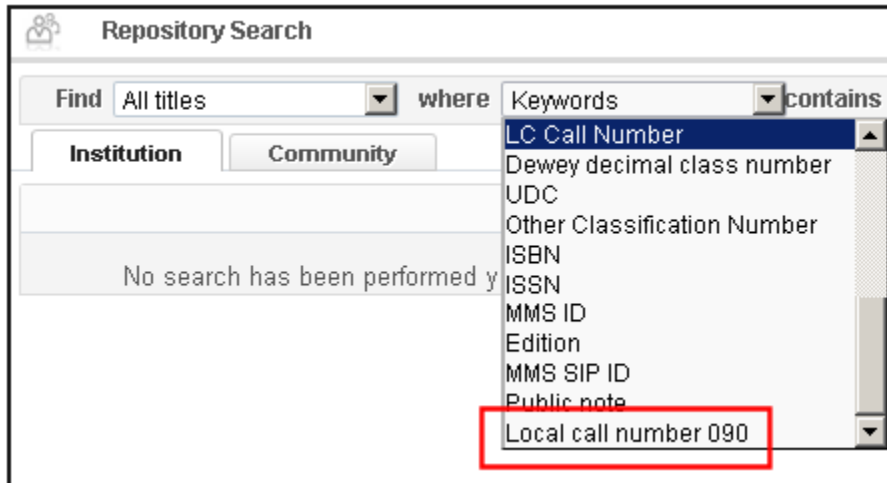 Repository Search
Find All titles where Keywords contains
Institution Community
LC Call Number
Dewey decimal class number
UDC
Other Classification Number
ISBN
No search has been performed y
ISSN
MMS ID
Edition
MMS SIP ID
Public note
Local call number 090